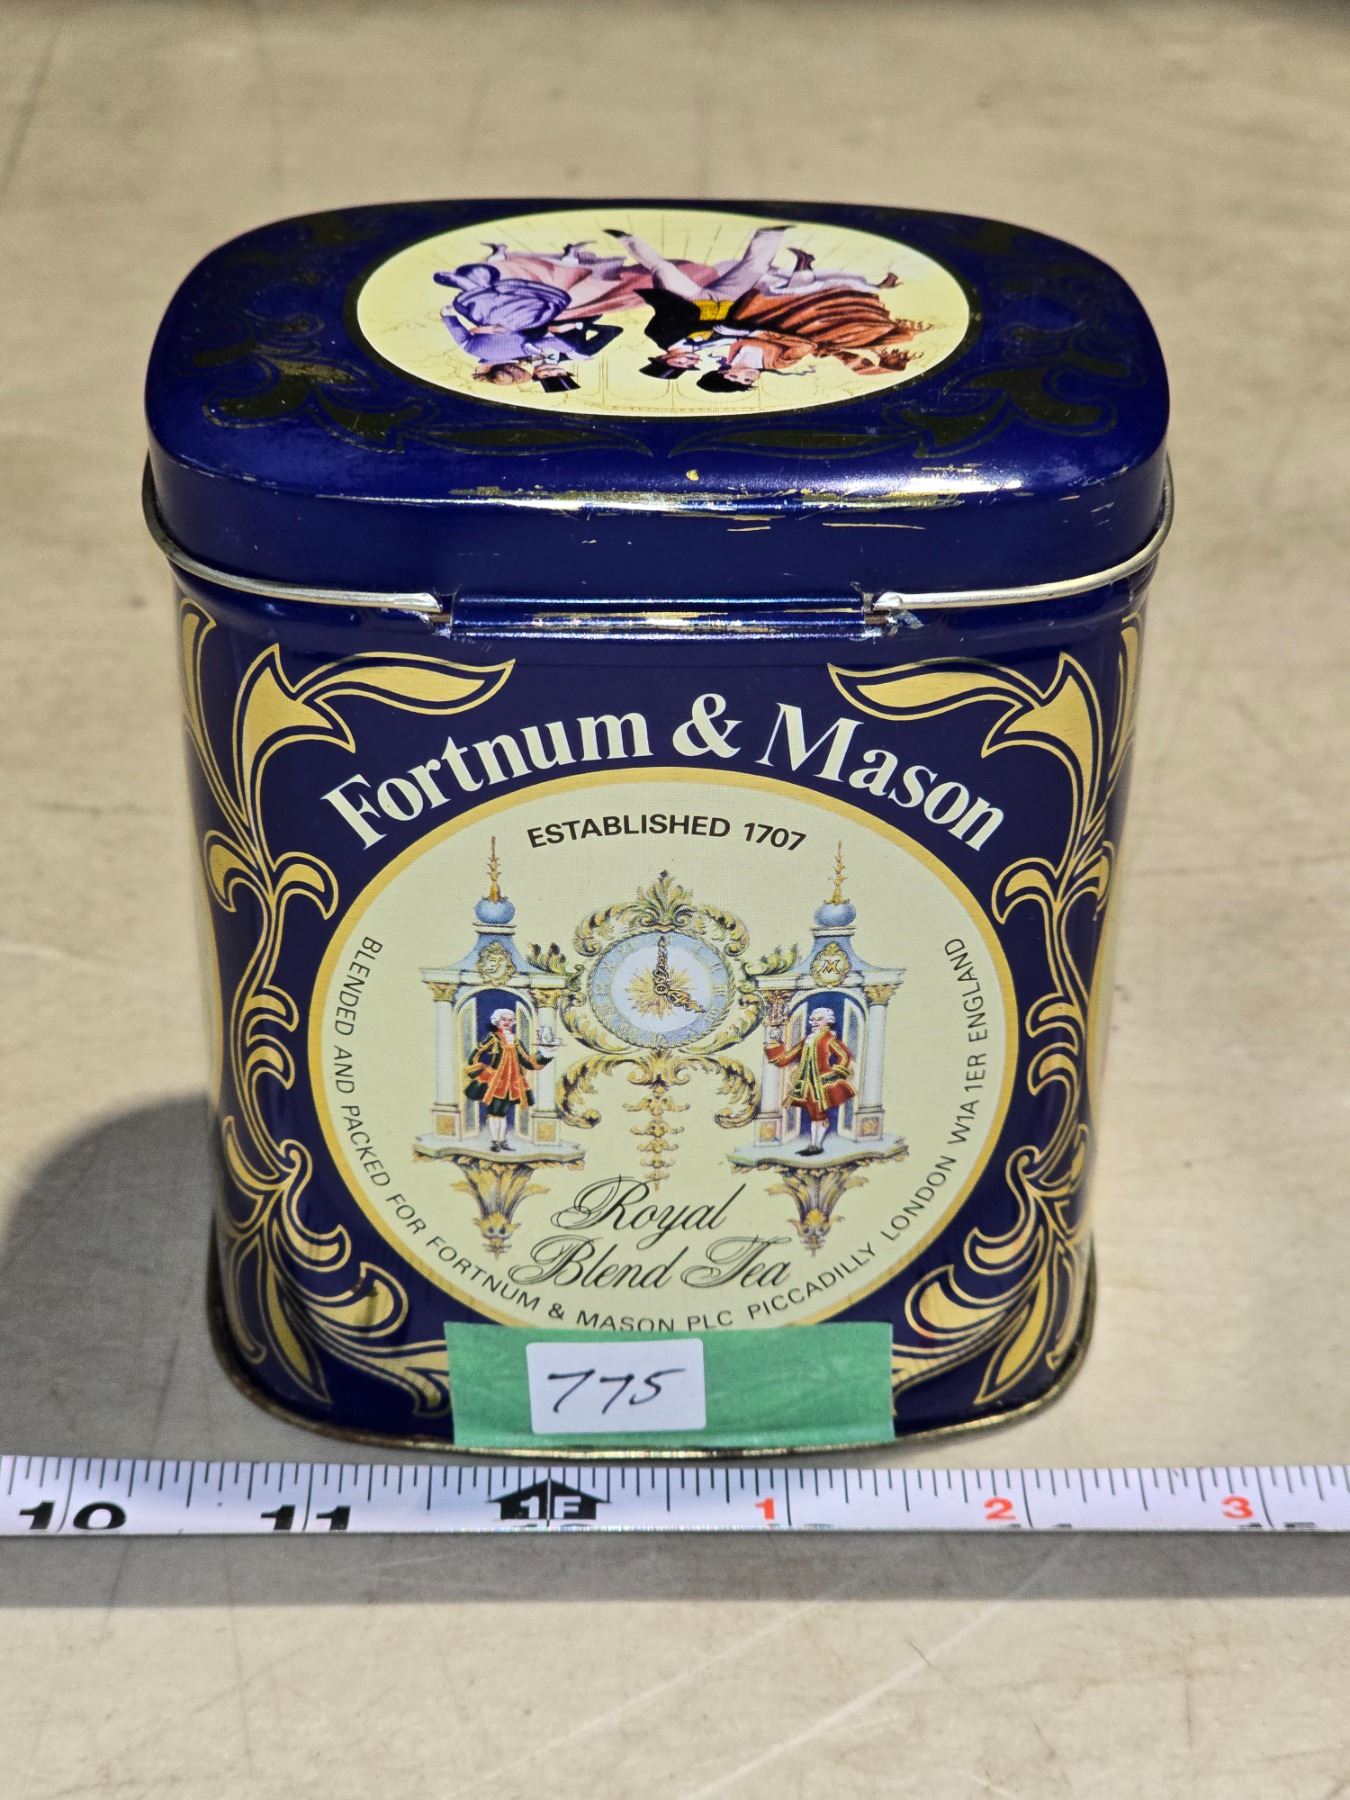 Fortnum & Mason
ESTABLISHED 1707
BLENDED AND PACKED FOR FORTNUM & MASON PLC PICCADILLY LONDON W1A 1ER ENGLAND
F
M
Royal
Blend Tea
775
10 11 1F 1 2 3